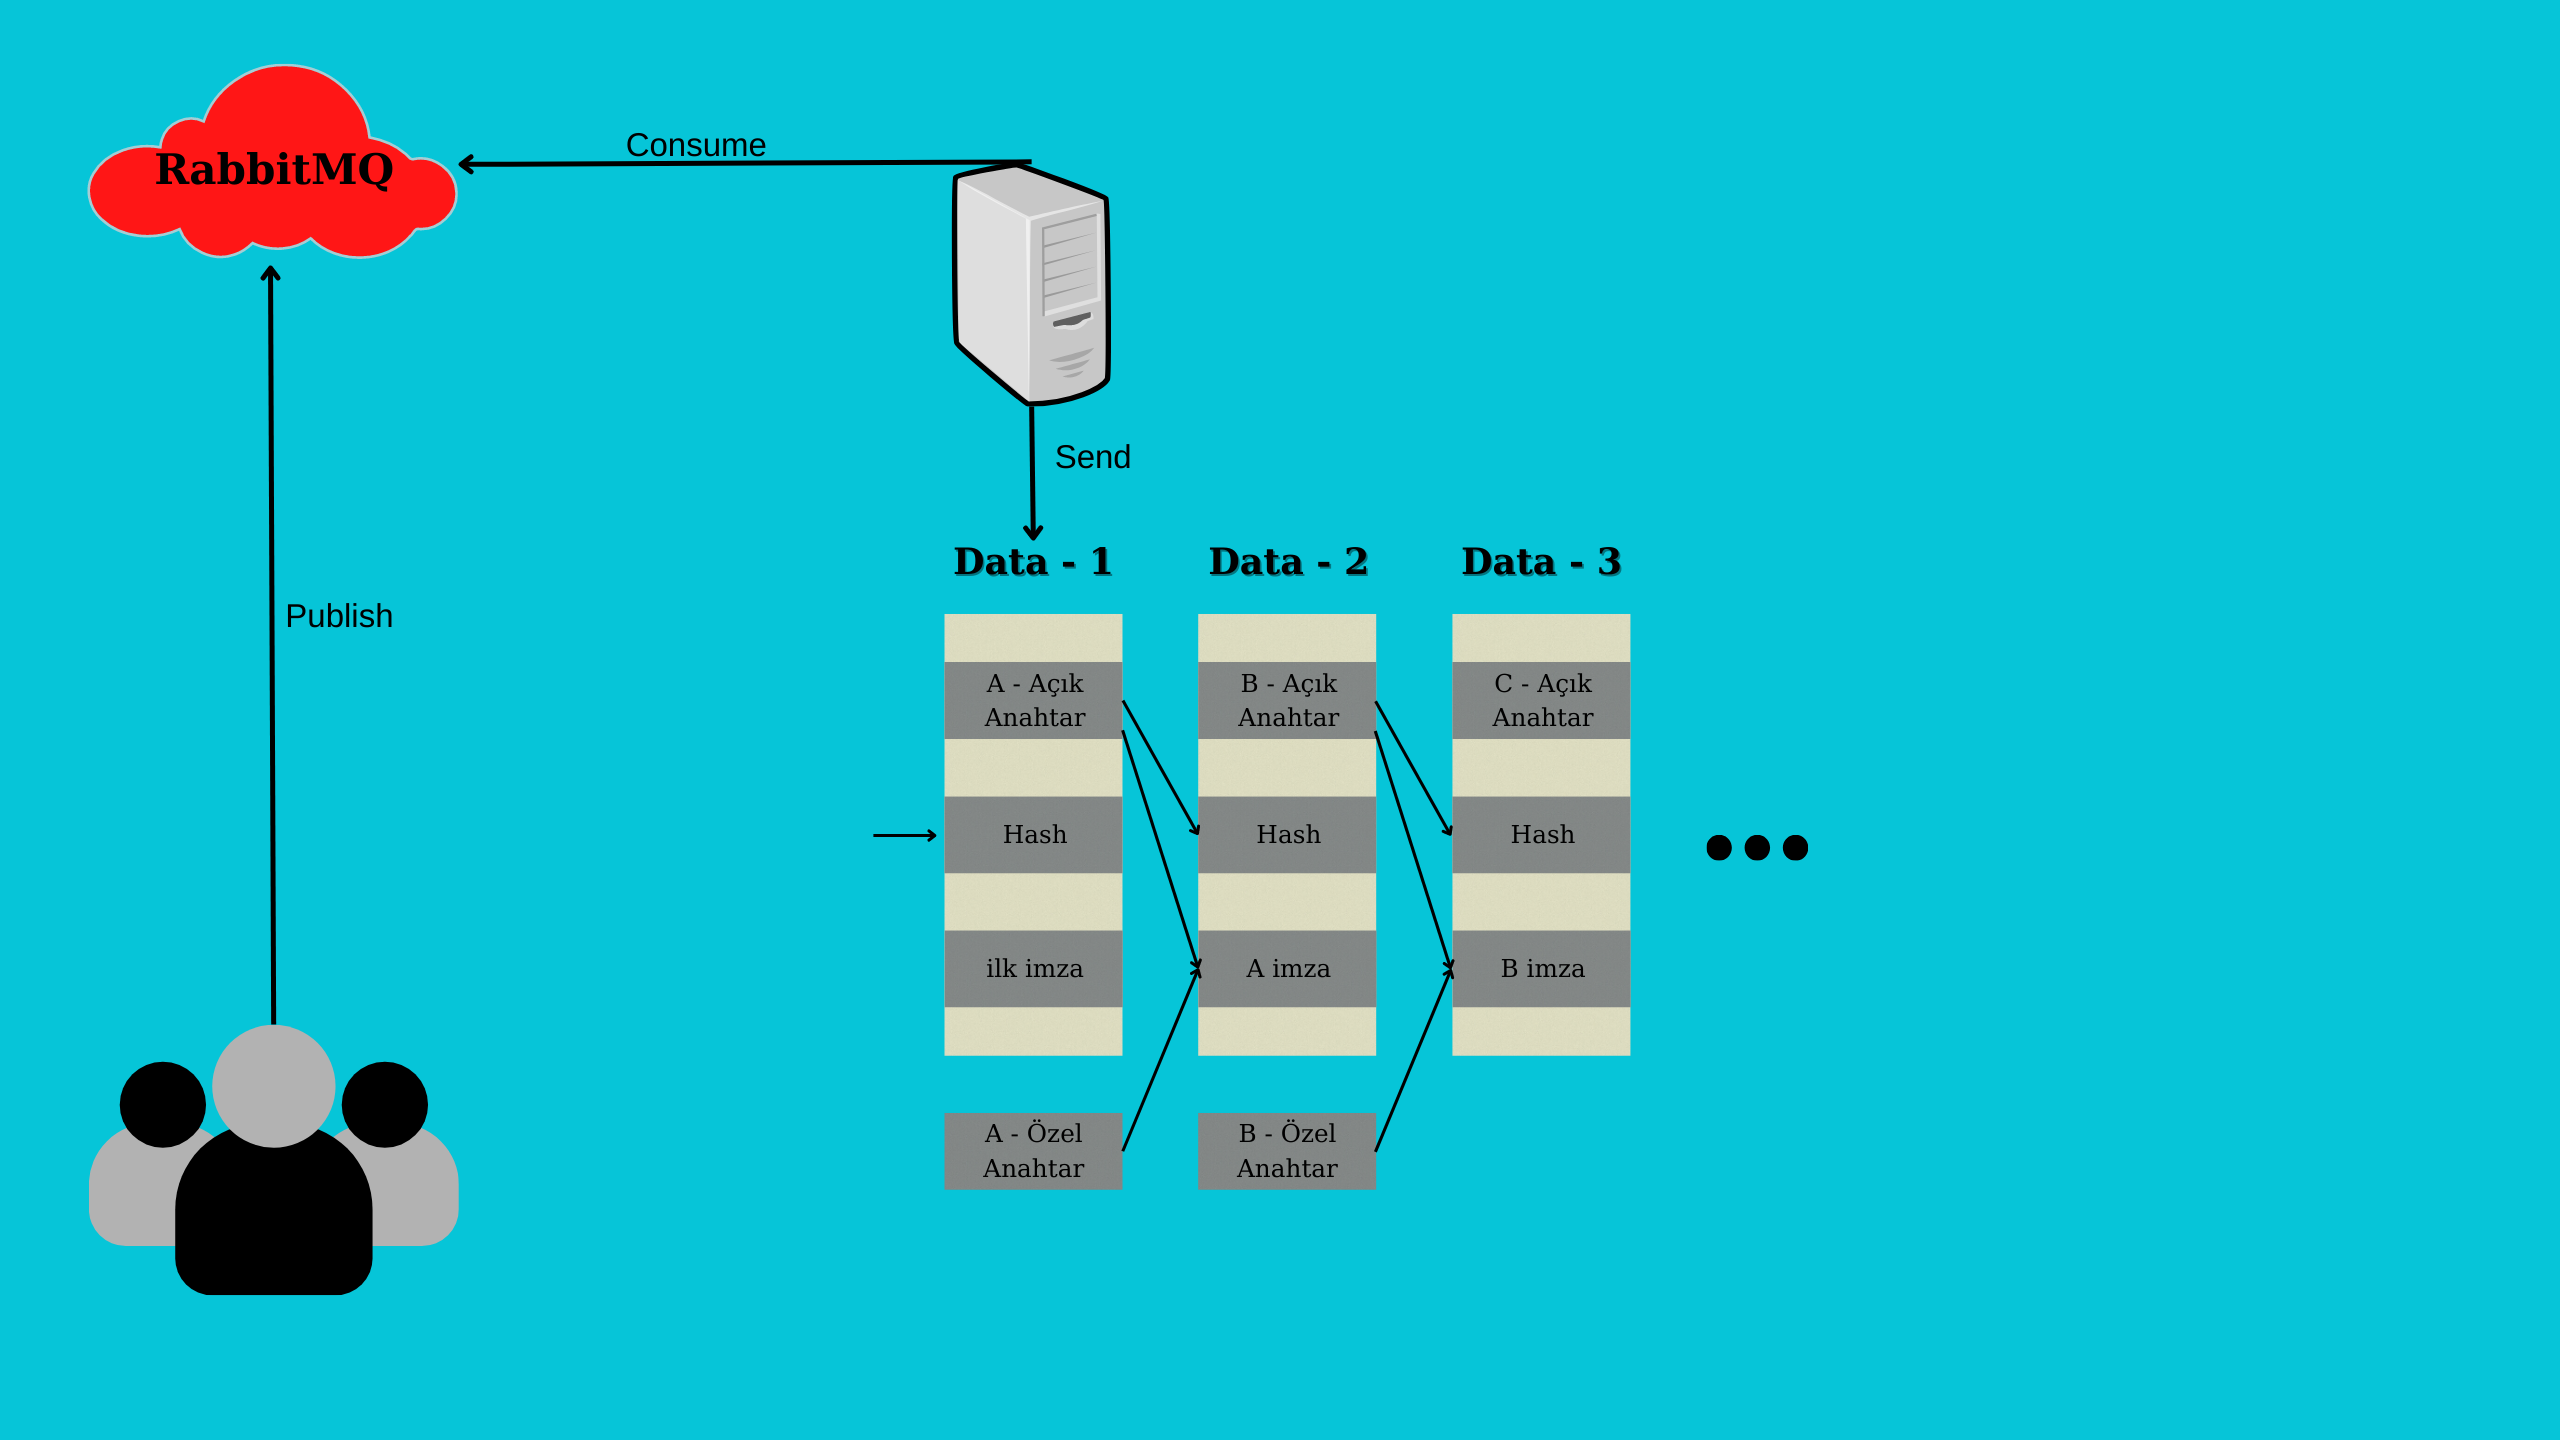 RabbitMQ
Consume
Send
Publish
Data - 1
Data - 2
Data - 3
A - Açık
Anahtar
B - Açık
Anahtar
C - Açık
Anahtar
Hash
Hash
Hash
ilk imza
A imza
B imza
A - Özel
Anahtar
B - Özel
Anahtar